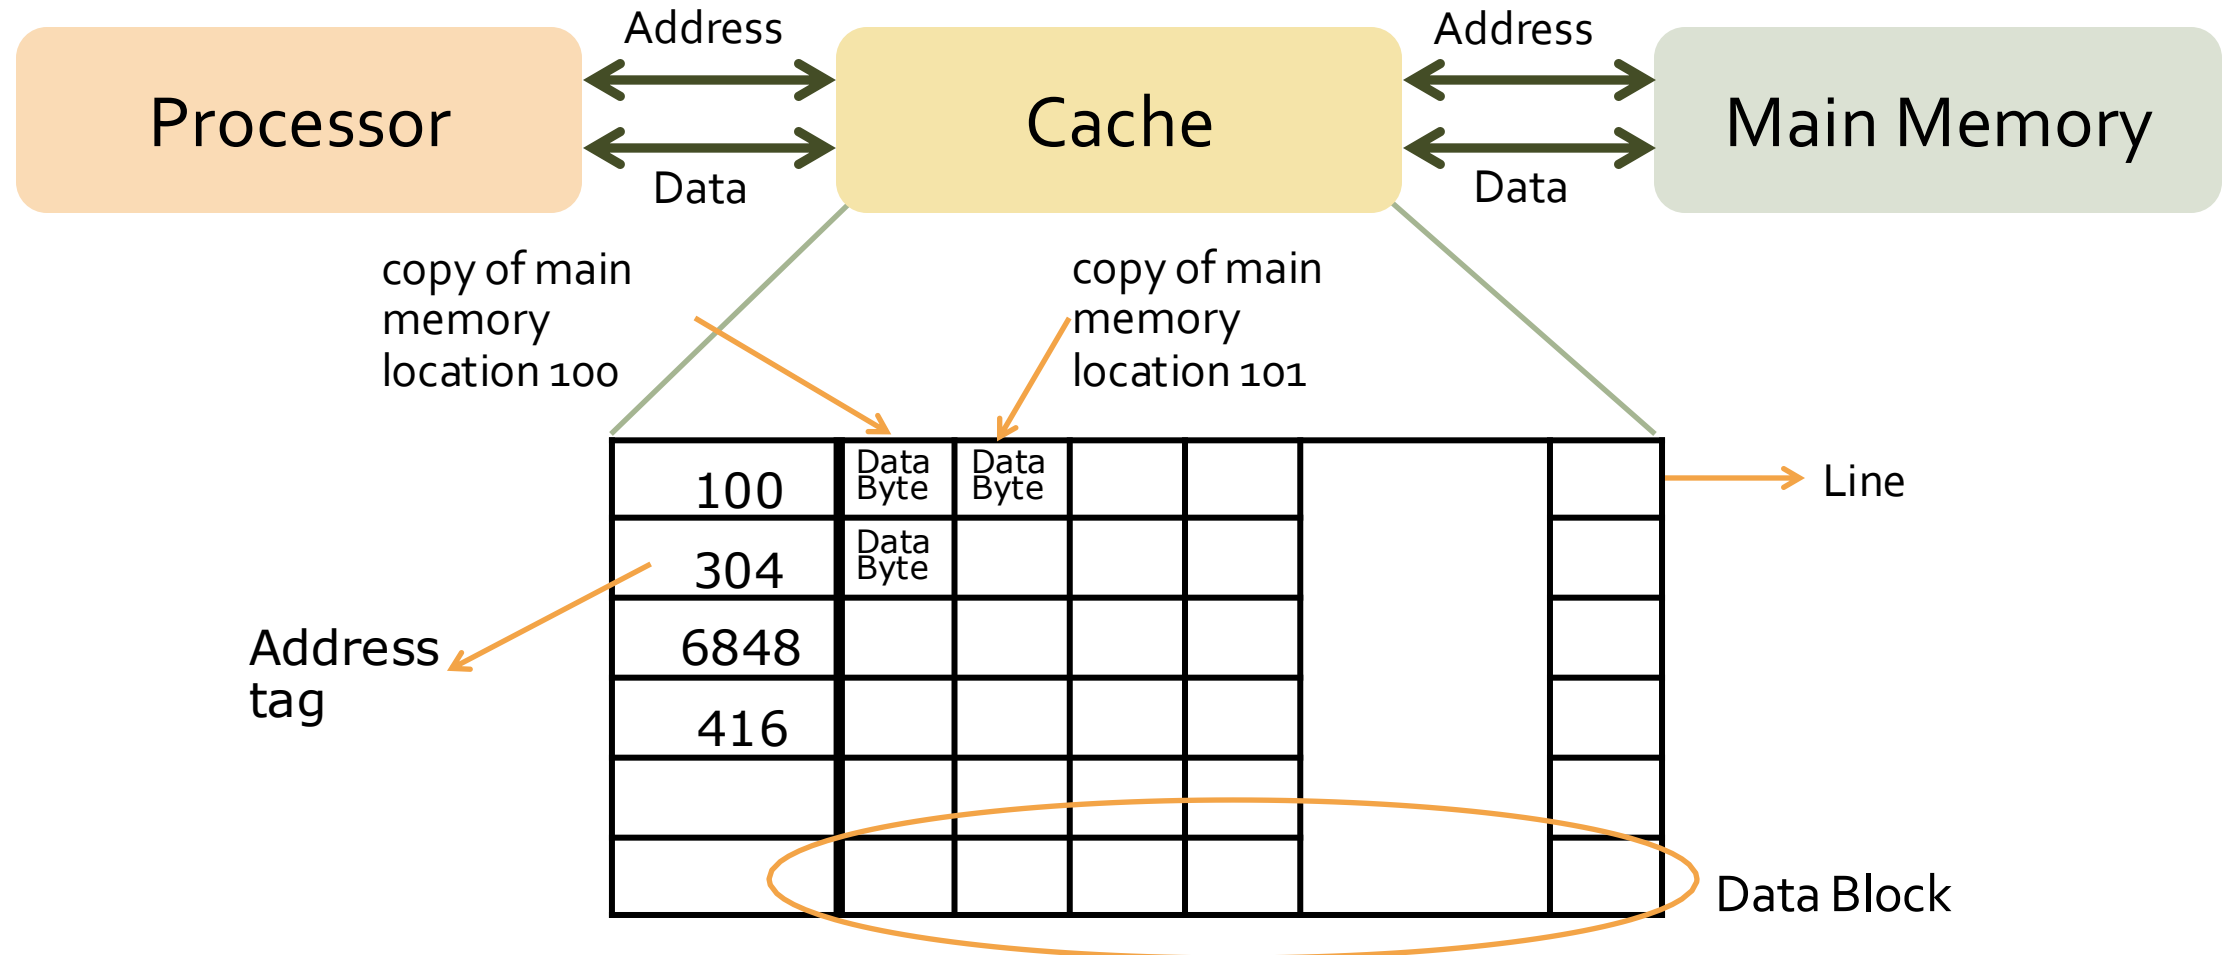 Address
Address
Processor
Cache
Main Memory
Data
Data
copy of main
memory
location 100
copy of main
memory
location 101
100
Data
Byte
Data
Byte
Line
304
Data
Byte
Address
tag
6848
416
Data Block